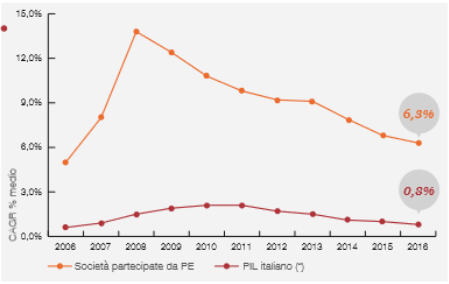 15,0%
12,0%
9,0%
6,0%
3,0%
0,0%
CAGR % medio
6,3%
0,8%
2006 2007 2008 2009 2010 2011 2012 2013 2014 2015 2016
Società partecipate da PE PIL italiano (*)